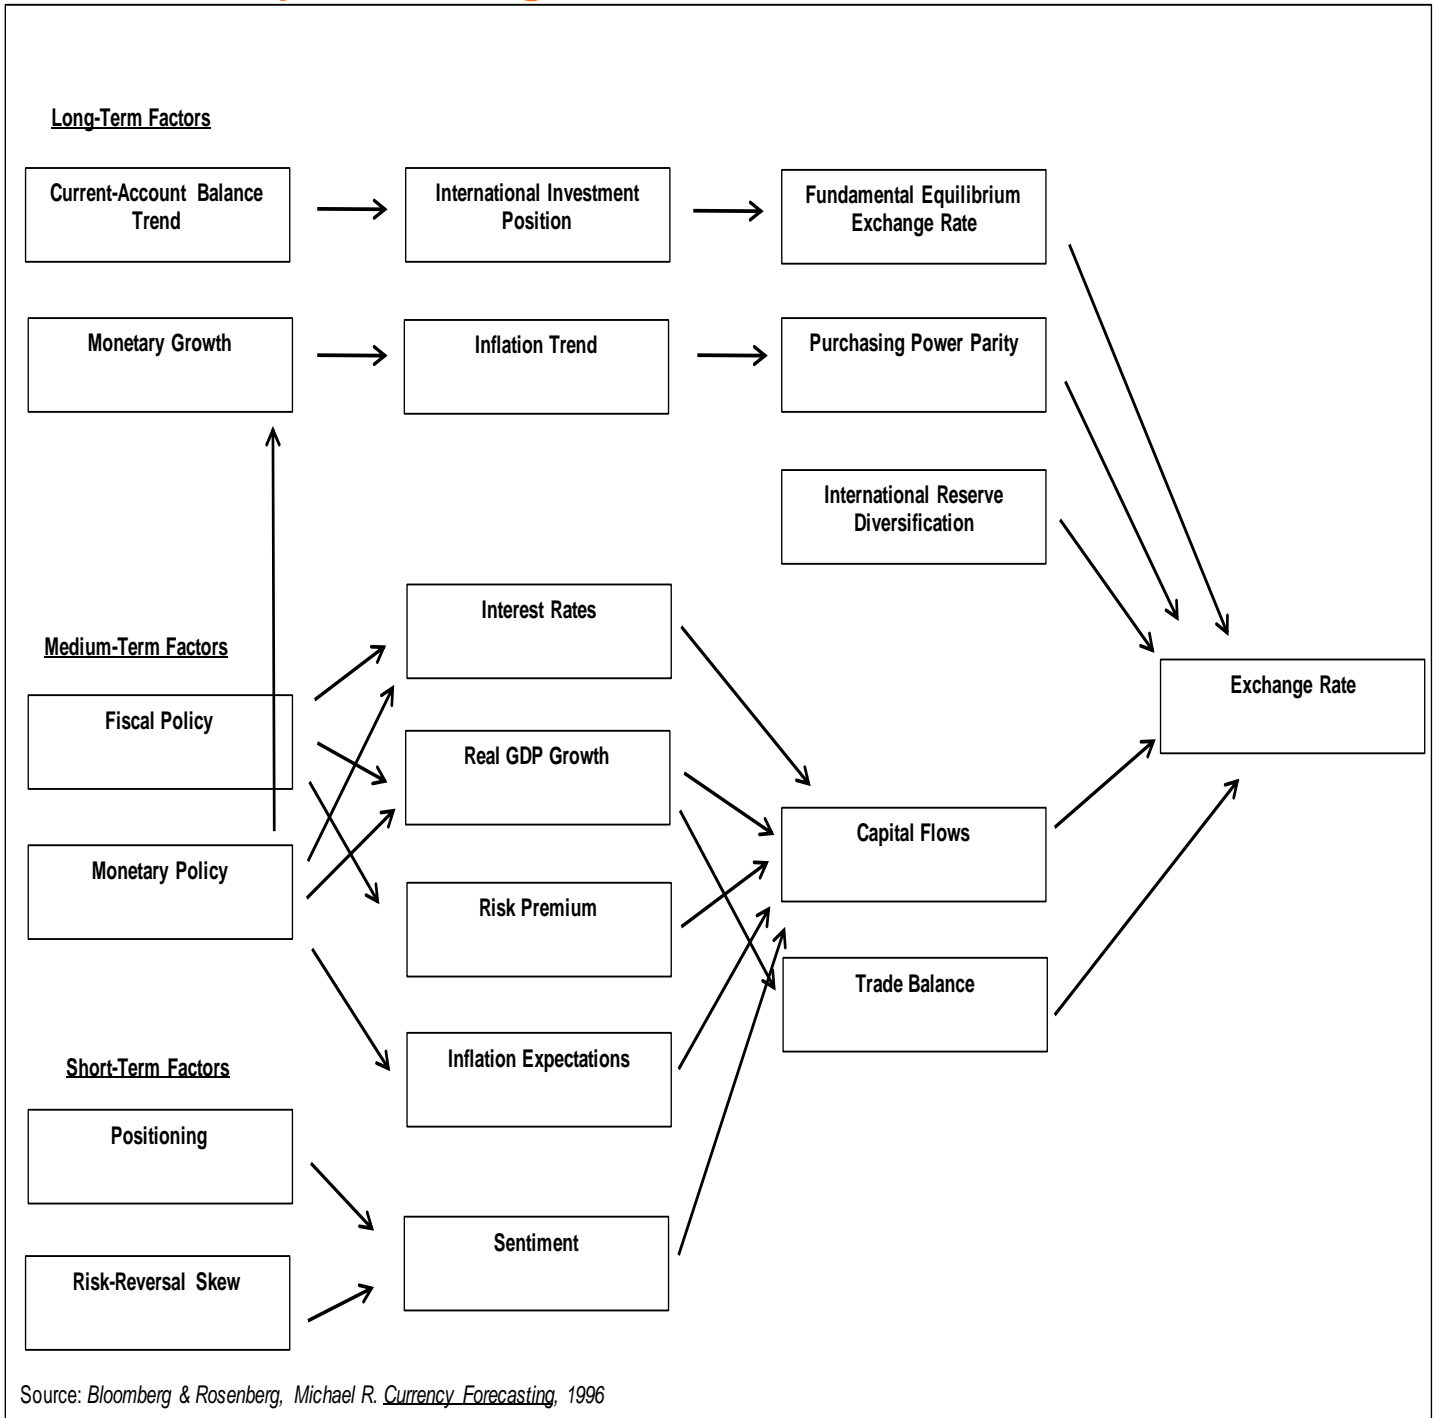 Long-Term Factors
Current-Account Balance
Trend
International Investment
Position
Fundamental Equilibrium
Exchange Rate
Monetary Growth
Inflation Trend
Purchasing Power Parity
International Reserve
Diversification
Interest Rates
Medium-Term Factors
Exchange Rate
Fiscal Policy
Real GDP Growth
Capital Flows
Monetary Policy
Risk Premium
Trade Balance
Inflation Expectations
Short-Term Factors
Positioning
Sentiment
Risk-Reversal Skew
Source: Bloomberg & Rosenberg, Michael R. Currency Forecasting, 1996